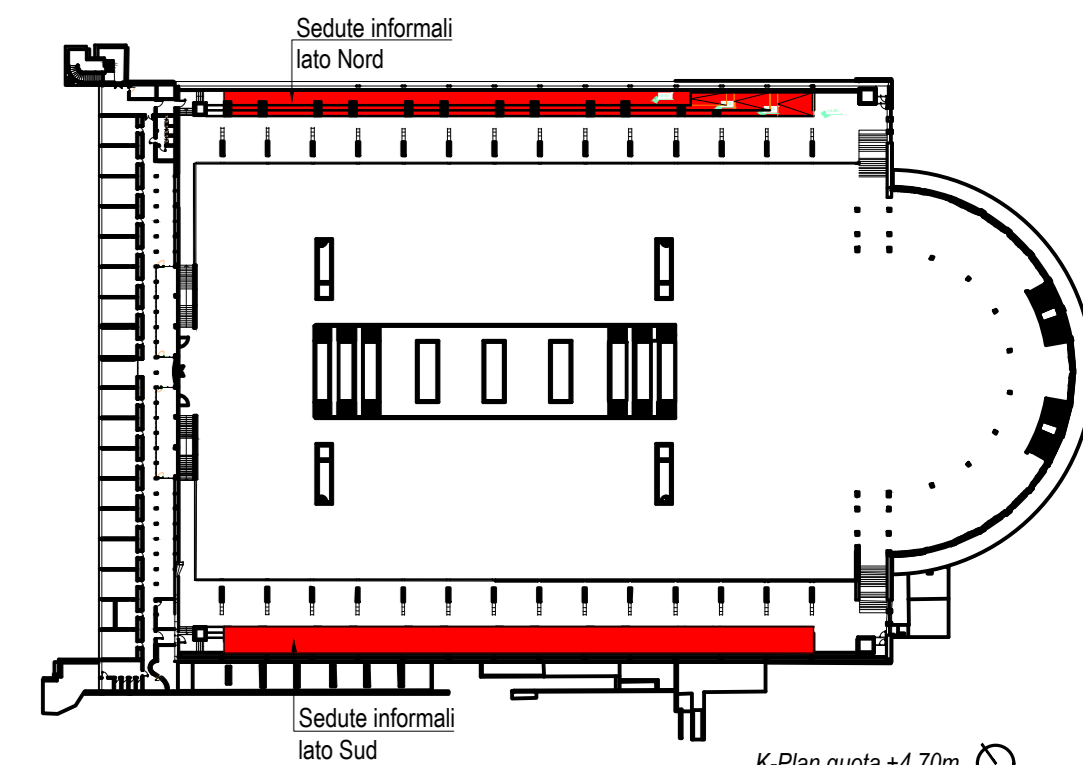 Sedute informali
lato Nord
Sedute informali
lato Sud
K-Plan quota +4,70m